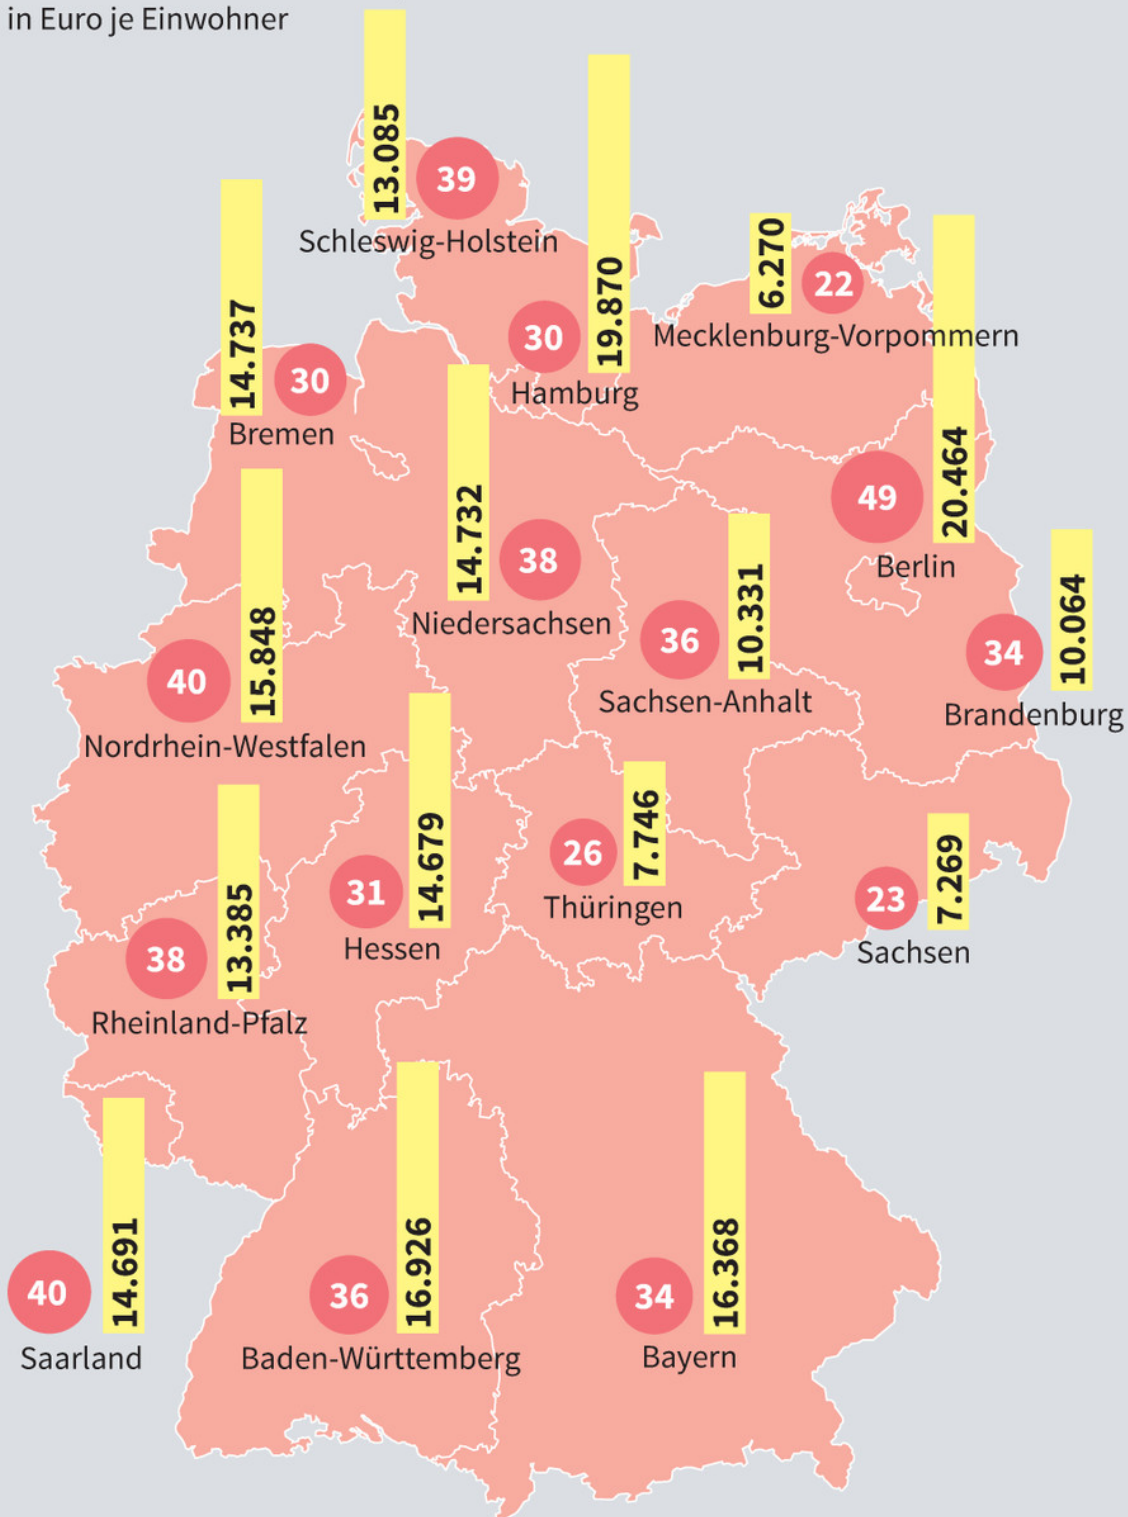 in Euro je Einwohner
13.085
39
Schleswig-Holstein
19.870
30
Hamburg
6.270
22
Mecklenburg-Vorpommern
14.737
30
Bremen
20.464
49
Berlin
14.732
38
Niedersachsen
10.331
36
Sachsen-Anhalt
10.064
34
Brandenburg
15.848
40
Nordrhein-Westfalen
14.679
31
Hessen
7.746
26
Thüringen
7.269
23
Sachsen
13.385
38
Rheinland-Pfalz
14.691
40
Saarland
16.926
36
Baden-Württemberg
16.368
34
Bayern